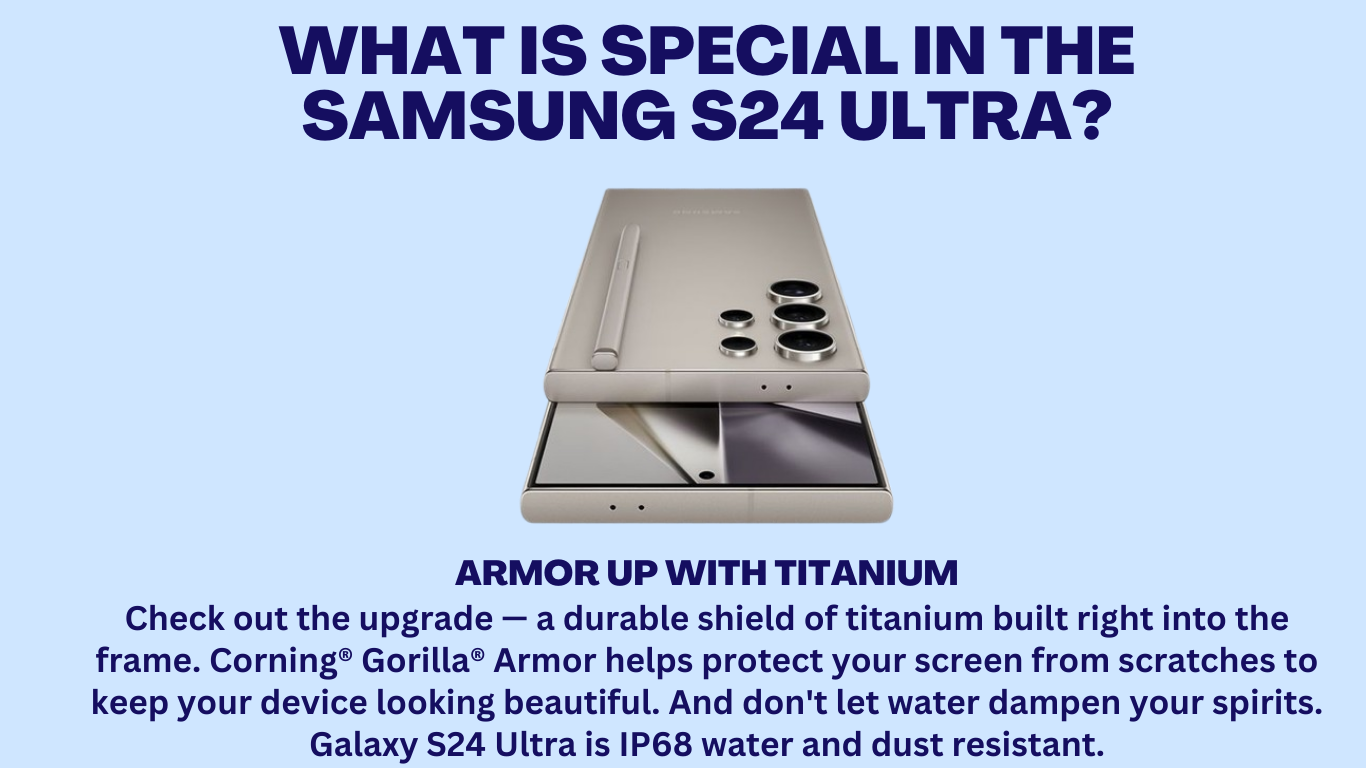 WHAT IS SPECIAL IN THE
SAMSUNG S24 ULTRA?
SAMSUNG
ARMOR UP WITH TITANIUM
Check out the upgrade — a durable shield of titanium built right into the
frame. Corning® Gorilla® Armor helps protect your screen from scratches to
keep your device looking beautiful. And don't let water dampen your spirits.
Galaxy S24 Ultra is IP68 water and dust resistant.